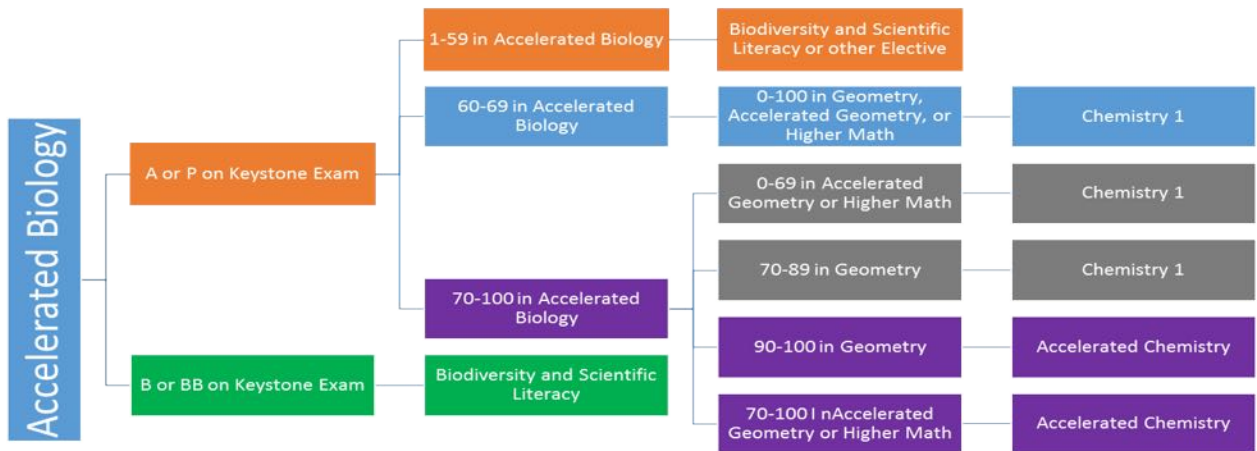 Accelerated Biology
A or P on Keystone Exam
B or BB on Keystone Exam
1-59 in Accelerated Biology
60-69 in Accelerated
Biology
70-100 in Accelerated
Biology
Biodiversity and Scientific
Literacy
Biodiversity and Scientific
Literacy or other Elective
0-100 in Geometry,
Accelerated Geometry, or
Higher Math
0-69 in Accelerated
Geometry or Higher Math
70-89 in Geometry
90-100 in Geometry
70-100 I nAccelerated
Geometry or Higher Math
Chemistry 1
Chemistry 1
Chemistry 1
Accelerated Chemistry
Accelerated Chemistry